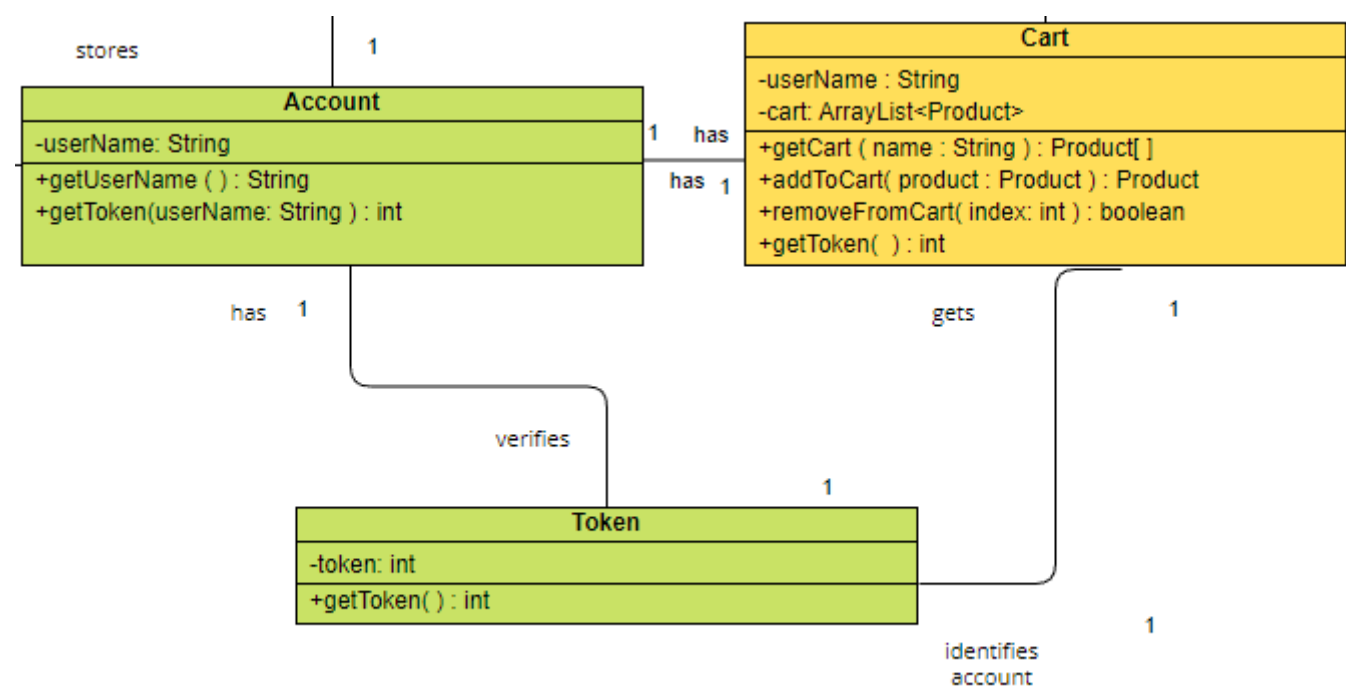 stores
1
Account
-userName: String
+getUserName ( ) : String
+getToken(userName: String ) : int
1
has
has
1
Cart
-userName : String
-cart: ArrayList<Product>
+getCart ( name : String ) : Product[ ]
+addToCart( product : Product ) : Product
+removeFromCart( index: int ) : boolean
+getToken(  ) : int
has
1
gets
1
verifies
1
Token
-token: int
+getToken( ) : int
1
identifies
account